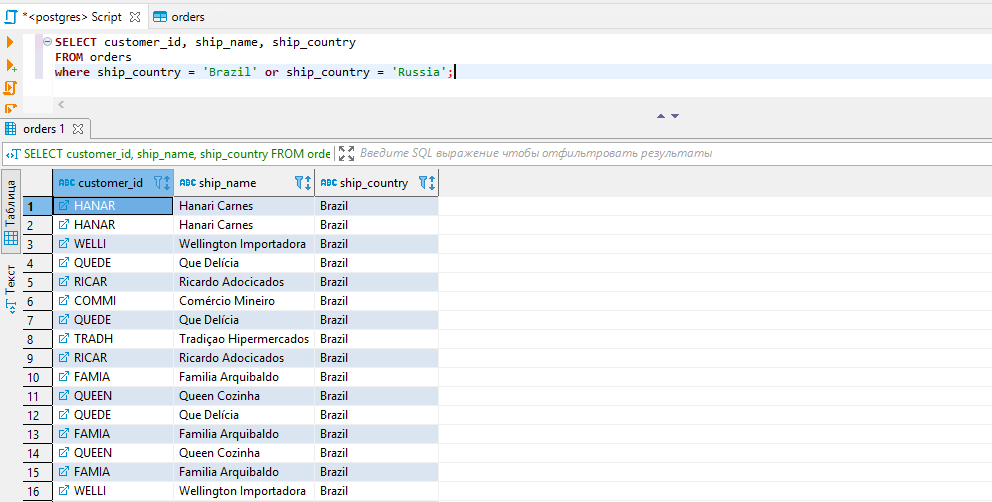 *<postgres> Script orders
SELECT customer_id, ship_name, ship_country
FROM orders
where ship_country = 'Brazil' or ship_country = 'Russia';
orders 1
SELECT customer_id, ship_name, ship_country FROM orde Введите SQL выражение чтобы отфильтровать результаты
Таблица
Текст
ABC customer_id ABC ship_name ABC ship_country
1 HANAR Hanari Carnes Brazil
2 HANAR Hanari Carnes Brazil
3 WELLI Wellington Importadora Brazil
4 QUEDE Que Delícia Brazil
5 RICAR Ricardo Adocicados Brazil
6 COMMI Comércio Mineiro Brazil
7 QUEDE Que Delícia Brazil
8 TRADH Tradiçao Hipermercados Brazil
9 RICAR Ricardo Adocicados Brazil
10 FAMIA Familia Arquibaldo Brazil
11 QUEEN Queen Cozinha Brazil
12 QUEDE Que Delícia Brazil
13 FAMIA Familia Arquibaldo Brazil
14 QUEEN Queen Cozinha Brazil
15 FAMIA Familia Arquibaldo Brazil
16 WELLI Wellington Importadora Brazil